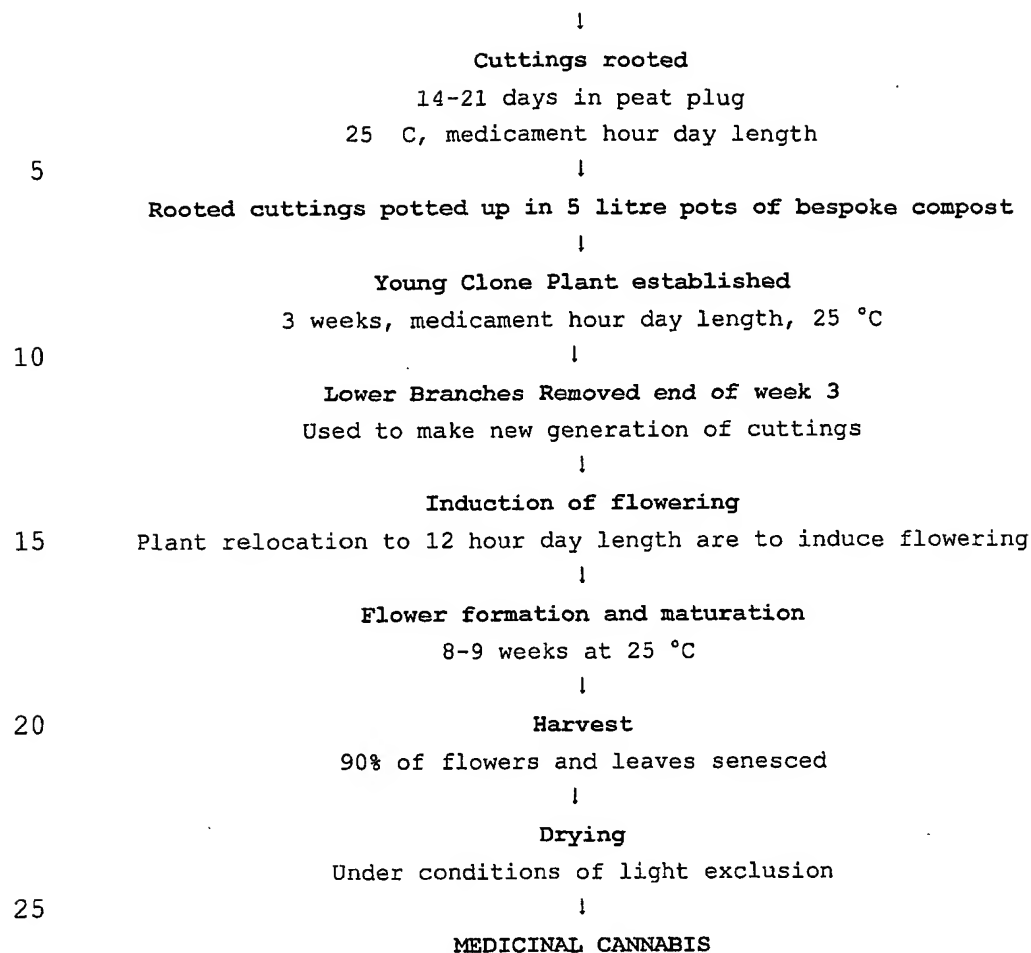 ↓
Cuttings rooted
14-21 days in peat plug
25 C, medicament hour day length
5
↓
Rooted cuttings potted up in 5 litre pots of bespoke compost
↓
Young Clone Plant established
3 weeks, medicament hour day length, 25 °C
10
↓
Lower Branches Removed end of week 3
Used to make new generation of cuttings
↓
Induction of flowering
15 Plant relocation to 12 hour day length are to induce flowering
↓
Flower formation and maturation
8-9 weeks at 25 °C
↓
20 Harvest
90% of flowers and leaves senesced
↓
Drying
Under conditions of light exclusion
25
↓
MEDICINAL CANNABIS